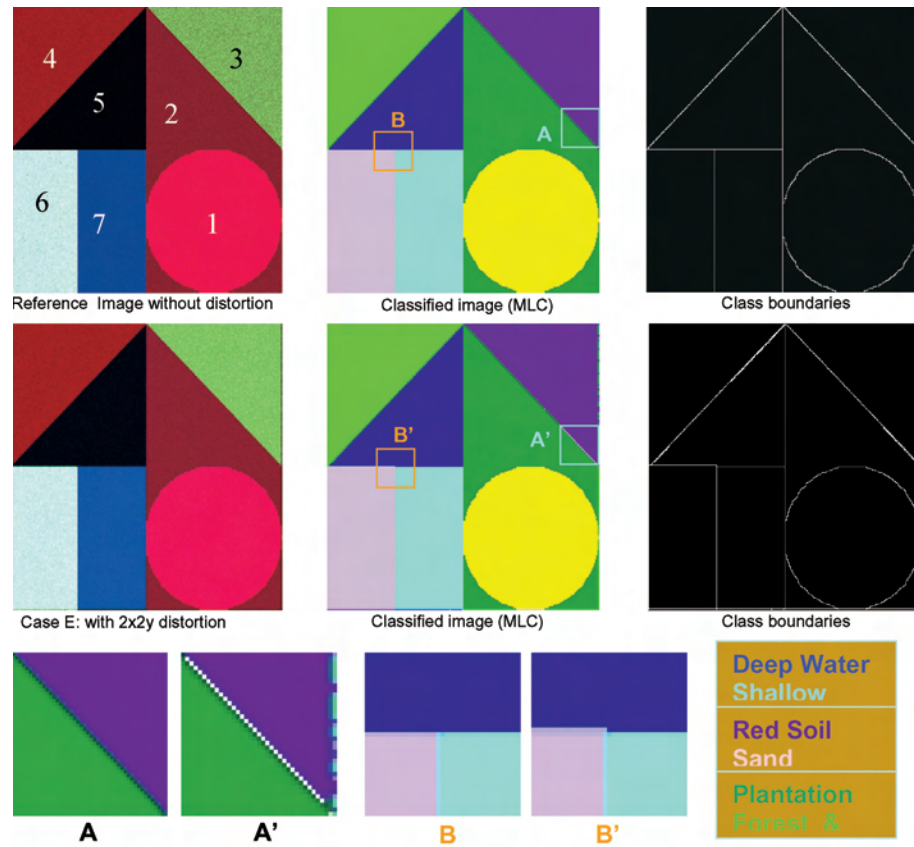 4
3
5
2
6
7
1
B
A
Reference Image without distortion
Classified image (MLC)
Class boundaries
B'
A'
Case E: with 2x2y distortion
Classified image (MLC)
Class boundaries
A
A'
B
B'
Deep Water
Shallow
Red Soil
Sand
Plantation
Forest &